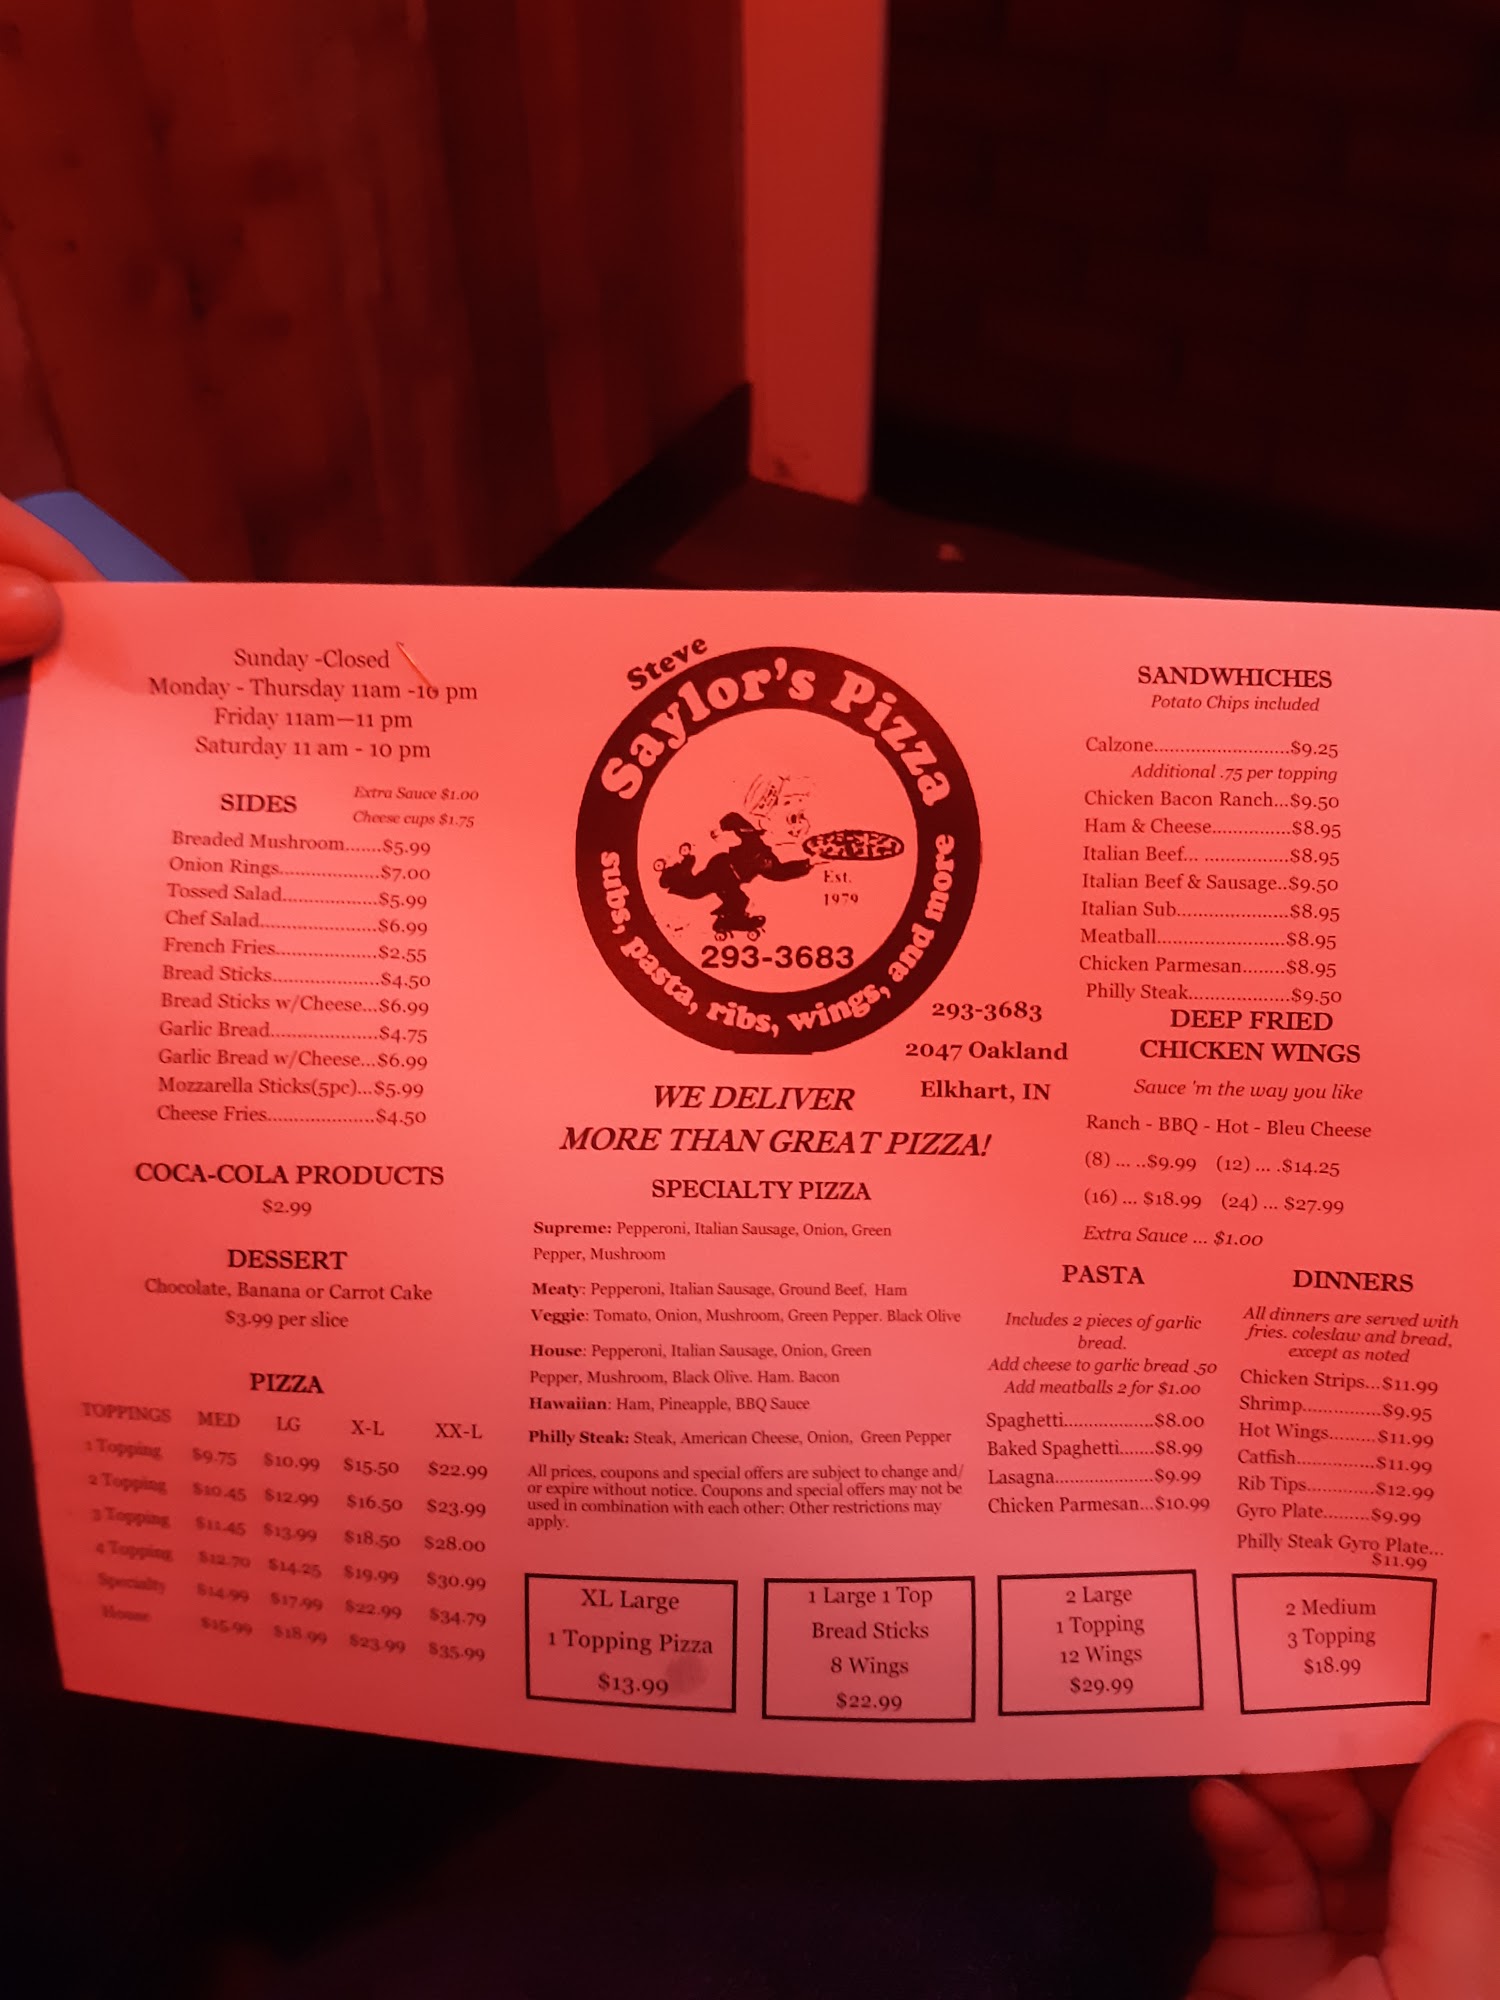 Sunday -Closed
Monday - Thursday 11am -10 pm
Friday 11am—11 pm
Saturday 11 am - 10 pm
SIDES
Extra Sauce $1.00
Cheese cups $1.75
Breaded Mushroom.......$5.99
Onion Rings...................$7.00
Tossed Salad..................$5.99
Chef Salad......................$6.99
French Fries...................$2.55
Bread Sticks....................$4.50
Bread Sticks w/Cheese...$6.99
Garlic Bread....................$4.75
Garlic Bread w/Cheese...$6.99
Mozzarella Sticks(5pc)...$5.99
Cheese Fries....................$4.50
COCA-COLA PRODUCTS
$2.99
DESSERT
Chocolate, Banana or Carrot Cake
$3.99 per slice
PIZZA
TOPPINGS MED LG X-L XX-L
1 Topping $9.75 $10.99 $15.50 $22.99
2 Topping $10.45 $12.99 $16.50 $23.99
3 Topping $11.45 $13.99 $18.50 $28.00
4 Topping $12.70 $14.25 $19.99 $30.99
Specialty $14.99 $17.99 $22.99 $34.79
House $15.99 $18.99 $23.99 $35.99
Steve
Saylor's Pizza
Est.
1979
293-3683
subs, pasta, ribs, wings, and more
293-3683
2047 Oakland
Elkhart, IN
WE DELIVER
MORE THAN GREAT PIZZA!
SPECIALTY PIZZA
Supreme: Pepperoni, Italian Sausage, Onion, Green
Pepper, Mushroom
Meaty: Pepperoni, Italian Sausage, Ground Beef, Ham
Veggie: Tomato, Onion, Mushroom, Green Pepper. Black Olive
House: Pepperoni, Italian Sausage, Onion, Green
Pepper, Mushroom, Black Olive. Ham. Bacon
Hawaiian: Ham, Pineapple, BBQ Sauce
Philly Steak: Steak, American Cheese, Onion, Green Pepper
All prices, coupons and special offers are subject to change and/
or expire without notice. Coupons and special offers may not be
used in combination with each other: Other restrictions may
apply.
SANDWHICHES
Potato Chips included
Calzone..........................$9.25
Additional .75 per topping
Chicken Bacon Ranch...$9.50
Ham & Cheese...............$8.95
Italian Beef... ................$8.95
Italian Beef & Sausage..$9.50
Italian Sub.....................$8.95
Meatball........................$8.95
Chicken Parmesan........$8.95
Philly Steak...................$9.50
DEEP FRIED
CHICKEN WINGS
Sauce 'm the way you like
Ranch - BBQ - Hot - Bleu Cheese
(8) ... ..$9.99 (12) ... .$14.25
(16) ... $18.99 (24) ... $27.99
Extra Sauce ... $1.00
PASTA
Includes 2 pieces of garlic
bread.
Add cheese to garlic bread .50
Add meatballs 2 for $1.00
Spaghetti.................$8.00
Baked Spaghetti.......$8.99
Lasagna...................$9.99
Chicken Parmesan...$10.99
DINNERS
All dinners are served with
fries. coleslaw and bread,
except as noted
Chicken Strips...$11.99
Shrimp...............$9.95
Hot Wings.........$11.99
Catfish...............$11.99
Rib Tips.............$12.99
Gyro Plate.........$9.99
Philly Steak Gyro Plate...
$11.99
XL Large
1 Topping Pizza
$13.99
1 Large 1 Top
Bread Sticks
8 Wings
$22.99
2 Large
1 Topping
12 Wings
$29.99
2 Medium
3 Topping
$18.99